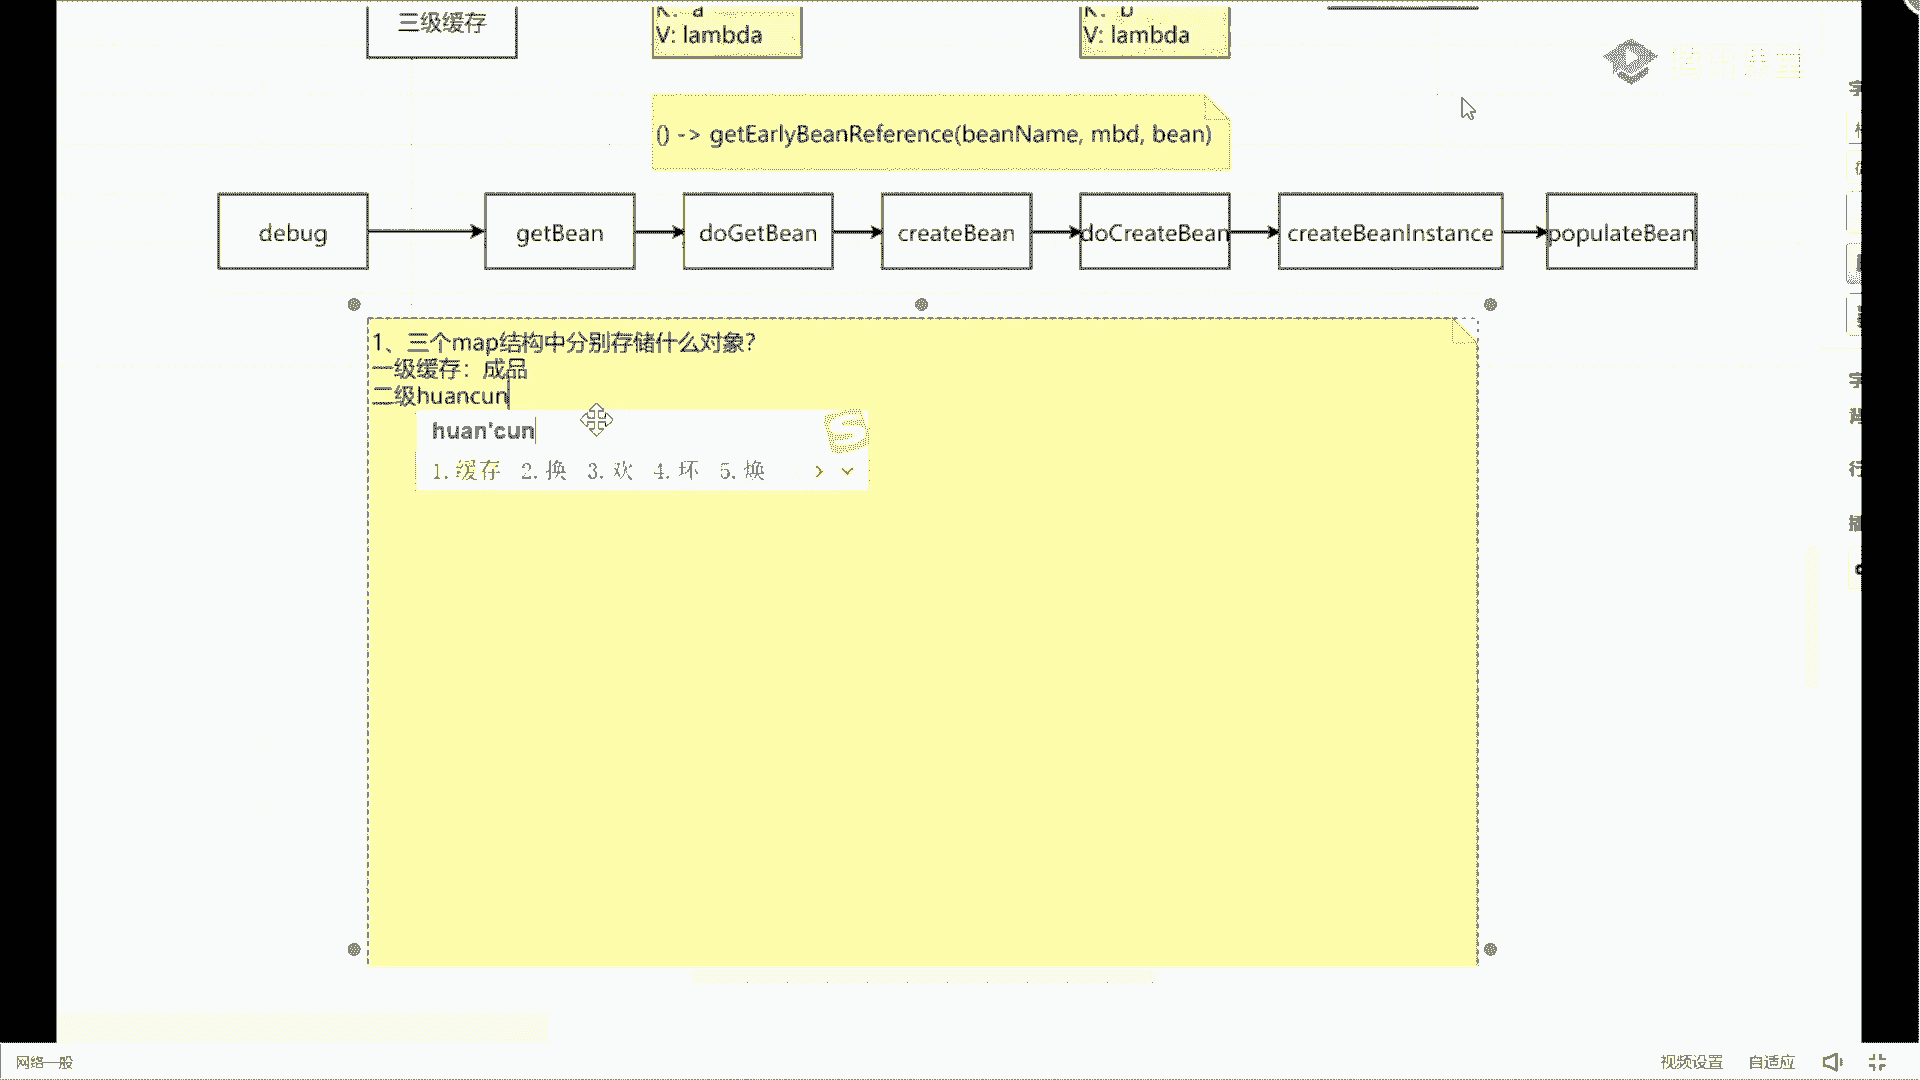 三级缓存
V: lambda
V: lambda
() -> getEarlyBeanReference(beanName, mbd, bean)
debug
getBean
doGetBean
createBean
doCreateBean
createBeanInstance
populateBean
1、三个map结构中分别存储什么对象?
一级缓存：成品
二级huancun
huan'cun
1.缓存 2.换 3.欢 4.环 5.焕
网络一般
视频设置 自适应